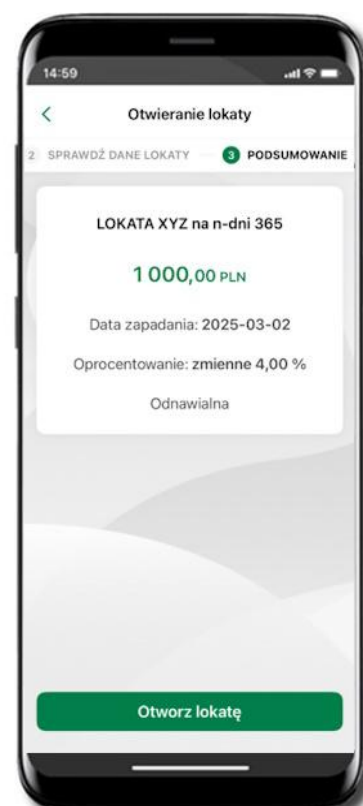 14:59
Otwieranie lokaty
2 SPRAWDŹ DANE LOKATY 3 PODSUMOWANIE
LOKATA XYZ na n-dni 365
1 000,00 PLN
Data zapadania: 2025-03-02
Oprocentowanie: zmienne 4,00 %
Odnawialna
Otworz lokatę